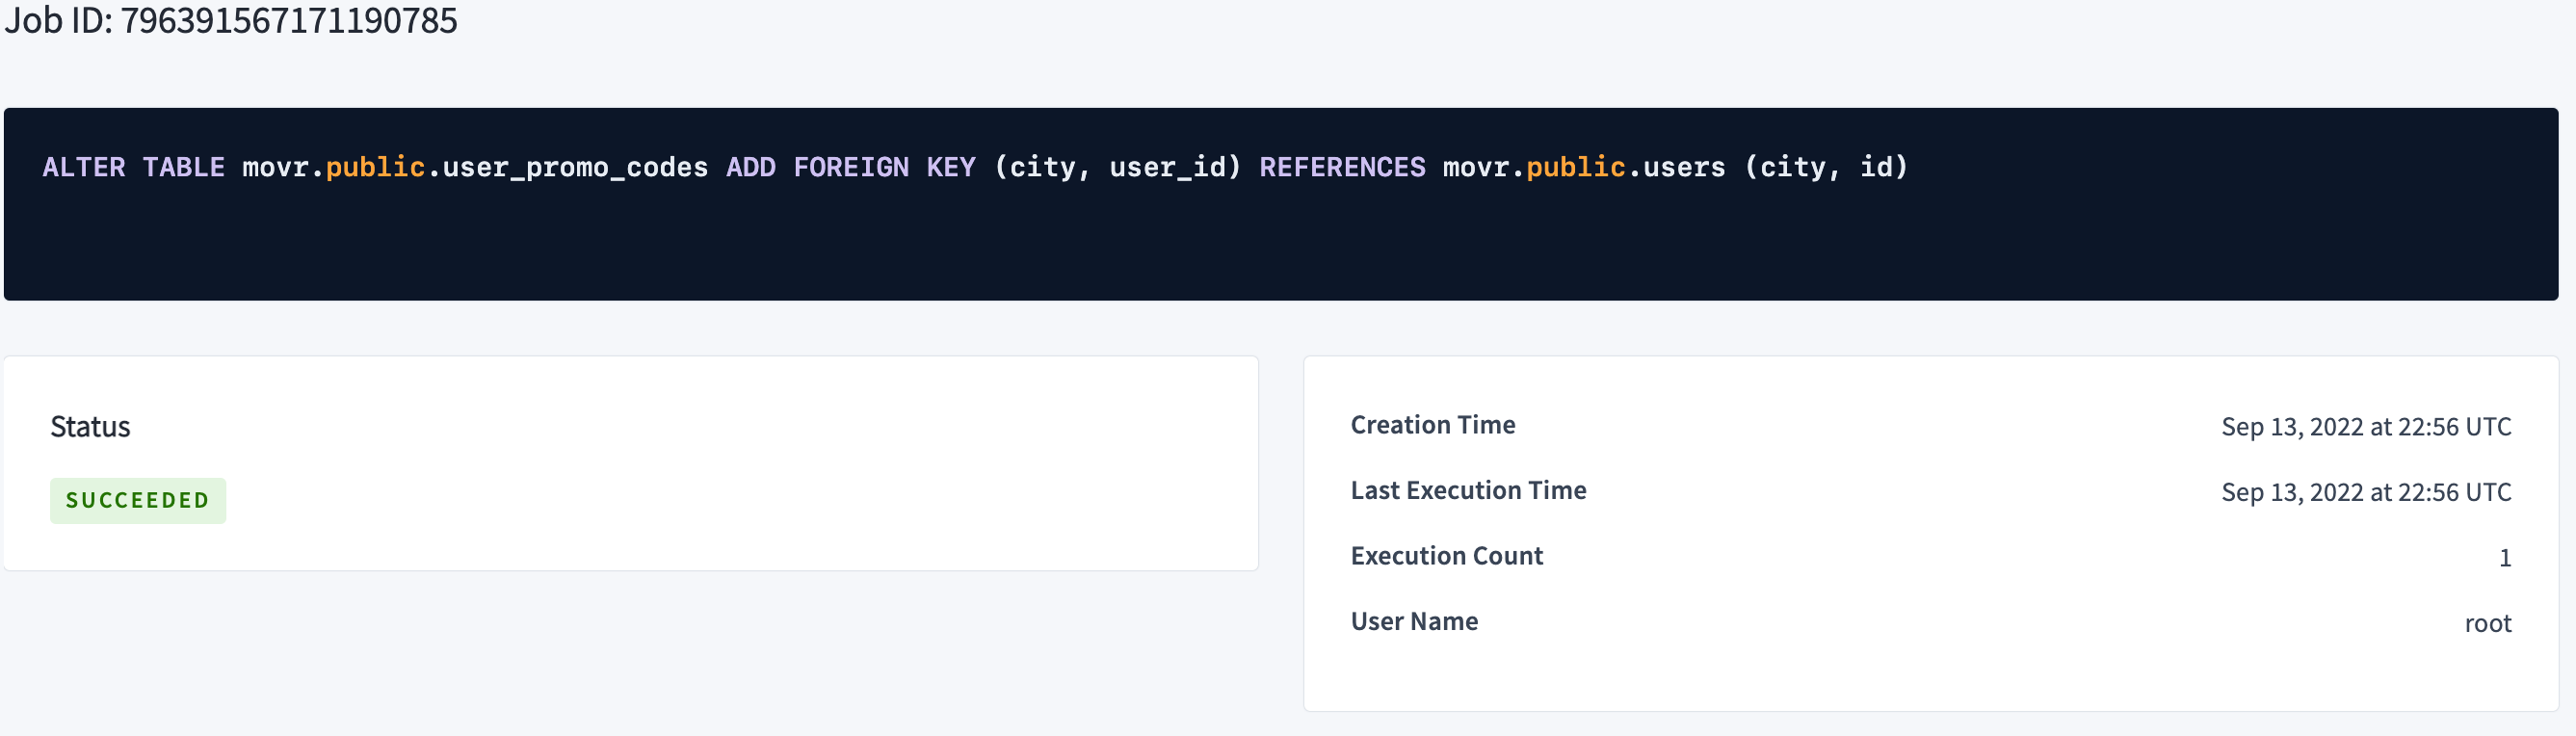 Job ID: 796391567171190785
ALTER TABLE movr.public.user_promo_codes ADD FOREIGN KEY (city, user_id) REFERENCES movr.public.users (city, id)
Status
SUCCEEDED
Creation Time Sep 13, 2022 at 22:56 UTC
Last Execution Time Sep 13, 2022 at 22:56 UTC
Execution Count 1
User Name root